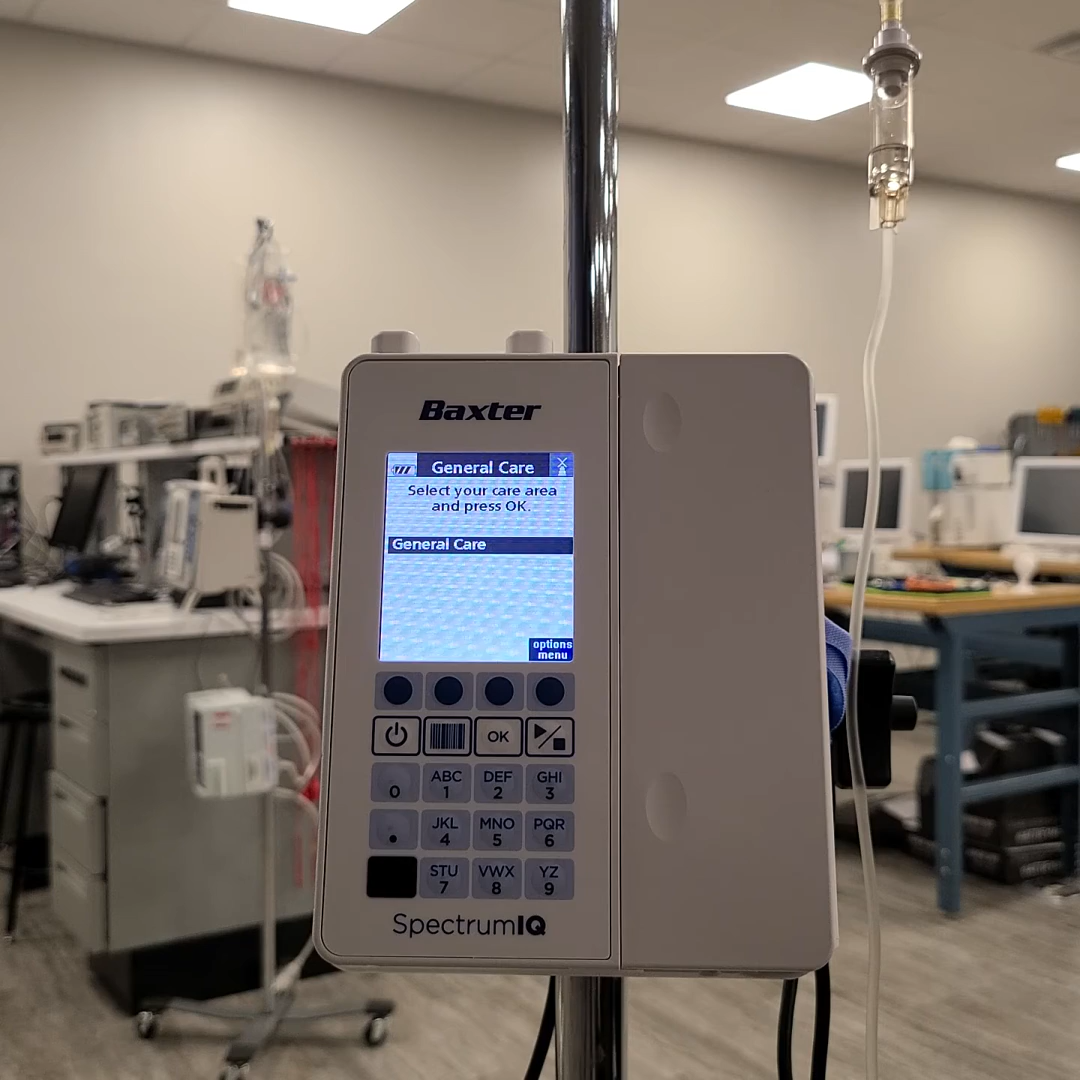 Baxter
General Care
Select your care area
and press OK.
General Care
options
menu
OK
0
ABC
1
DEF
2
GHI
3
.
JKL
4
MNO
5
PQR
6
STU
7
VWX
8
YZ
9
SpectrumIQ